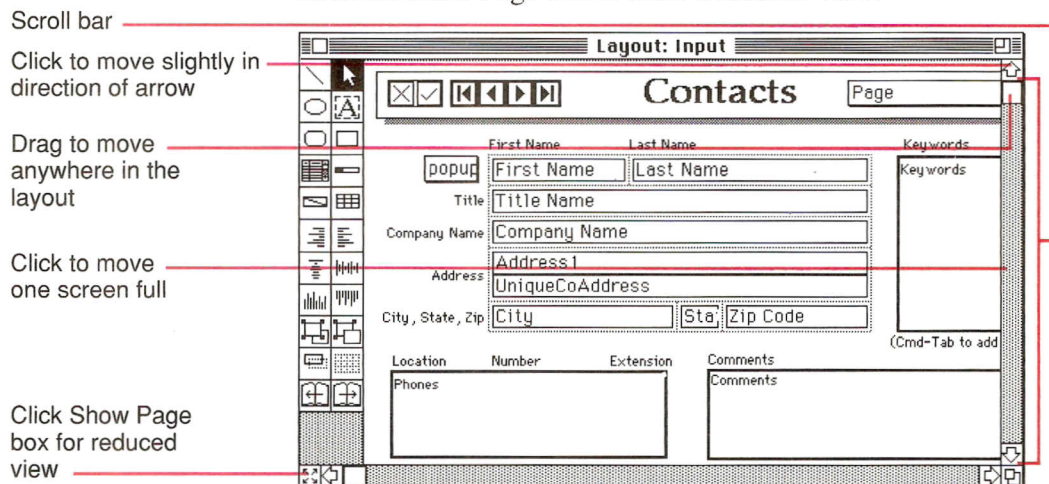 Scroll bar
Click to move slightly in
direction of arrow
Drag to move
anywhere in the
layout
Click to move
one screen full
Click Show Page
box for reduced
view
Layout: Input
Contacts
Page
A
First Name Last Name Keywords
popup First Name Last Name Keywords
Title Title Name
Company Name Company Name
Address Address1
UniqueCoAddress
City, State, Zip City Sta Zip Code
(Cmd-Tab to add
Location Number Extension Comments
Phones Comments